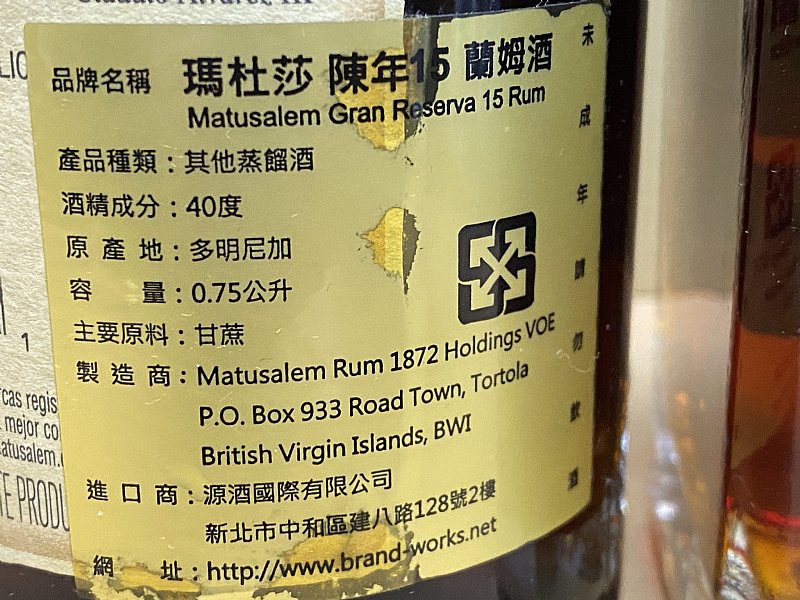 品牌名稱 瑪杜莎 陳年15 蘭姆酒
Matusalem Gran Reserva 15 Rum
產品種類：其他蒸餾酒
酒精成分：40度
原產地：多明尼加
容量：0.75公升
主要原料：甘蔗
製造商：Matusalem Rum 1872 Holdings VOE
P.O. Box 933 Road Town, Tortola
British Virgin Islands, BWI
進口商：源酒國際有限公司
新北市中和區建八路128號2樓
網址：http://www.brand-works.net
未成年請勿飲酒
mejor co
1